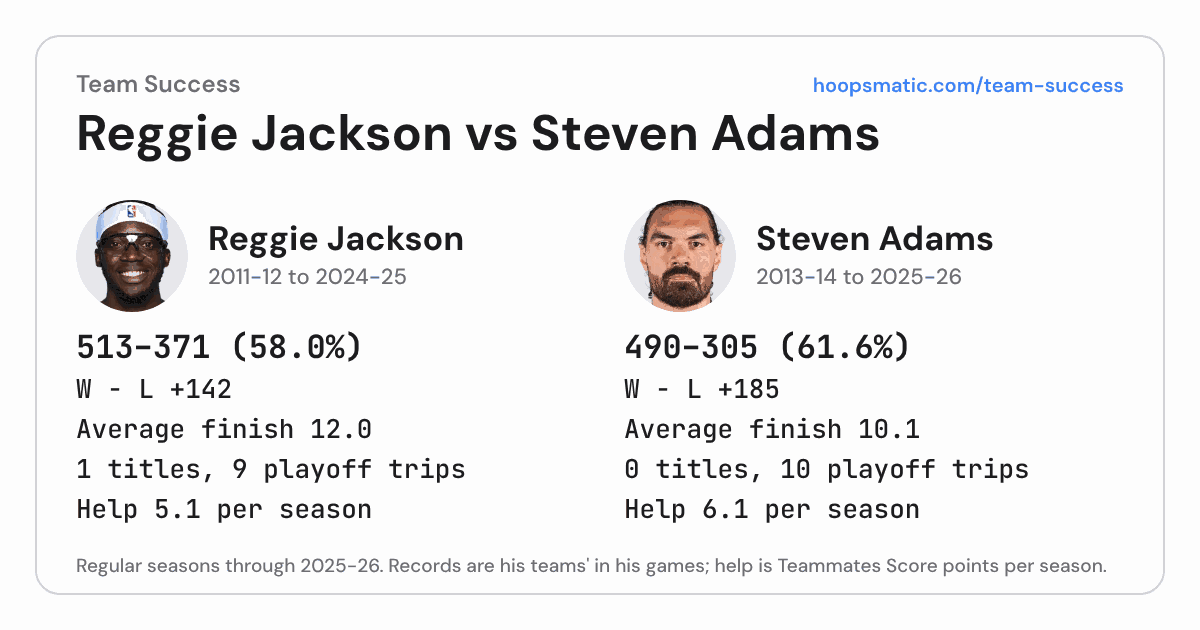 Team Success
hoopsmatic.com/team-success
Reggie Jackson vs Steven Adams
Reggie Jackson
2011-12 to 2024-25
513-371 (58.0%)
W - L +142
Average finish 12.0
1 titles, 9 playoff trips
Help 5.1 per season
Steven Adams
2013-14 to 2025-26
490-305 (61.6%)
W - L +185
Average finish 10.1
0 titles, 10 playoff trips
Help 6.1 per season
Regular seasons through 2025-26. Records are his teams' in his games; help is Teammates Score points per season.